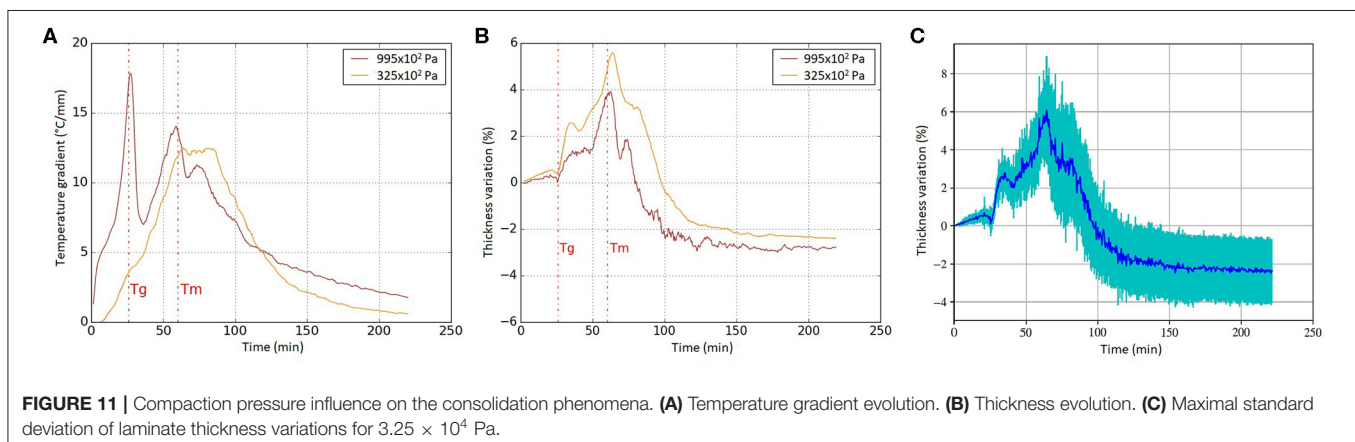 A
Temperature gradient (°C/mm)
20
15
10
5
0
0 50 100 150 200 250
Time (min)
Tg
Tm
995x10² Pa
325x10² Pa
B
Thickness variation (%)
6
4
2
0
−2
−4
−6
0 50 100 150 200 250
Time (min)
Tg
Tm
995x10² Pa
325x10² Pa
C
Thickness variation (%)
8
6
4
2
0
−2
−4
0 50 100 150 200 250
Time (min)
FIGURE 11 | Compaction pressure influence on the consolidation phenomena. (A) Temperature gradient evolution. (B) Thickness evolution. (C) Maximal standard
deviation of laminate thickness variations for 3.25 × 10⁴ Pa.